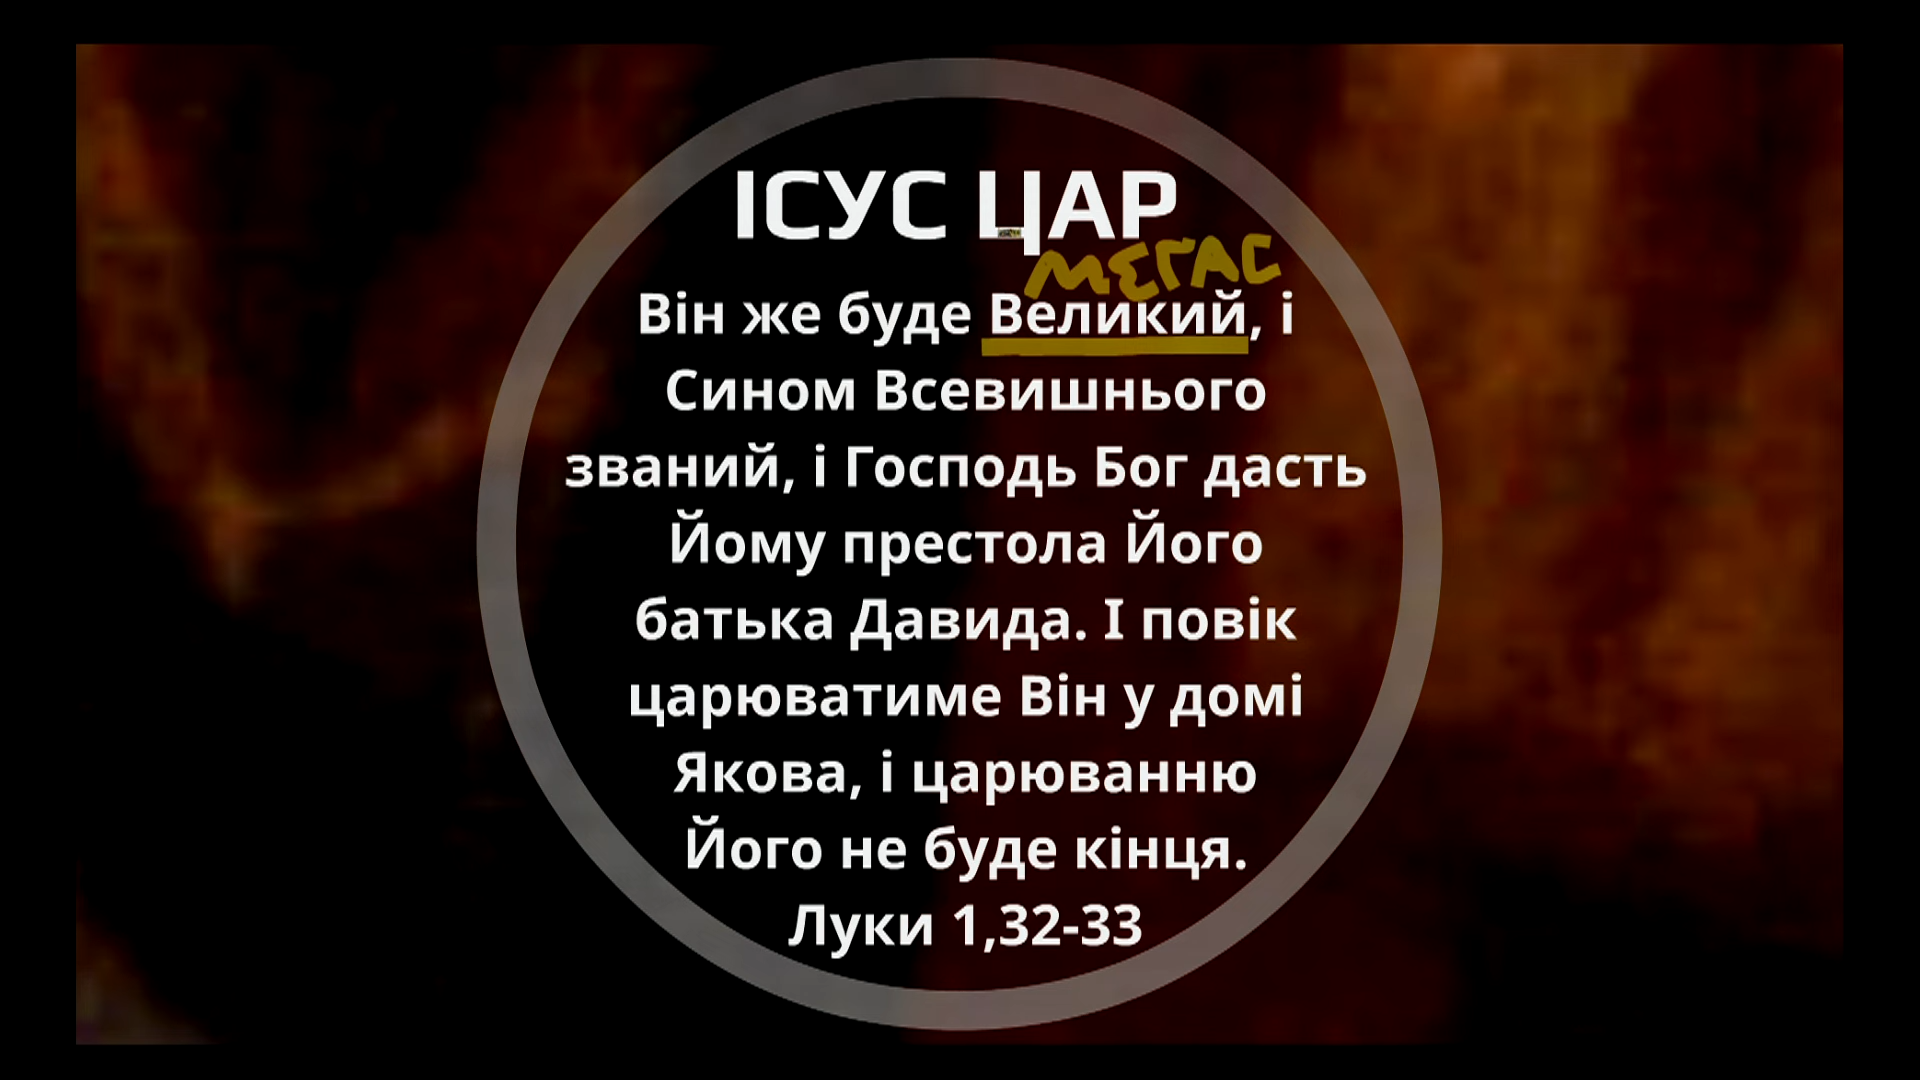 ІСУС ЦАР
МЕГАС
Він же буде Великий, і
Сином Всевишнього
званий, і Господь Бог дасть
Йому престола Його
батька Давида. І повік
царюватиме Він у домі
Якова, і царюванню
Його не буде кінця.
Луки 1,32-33